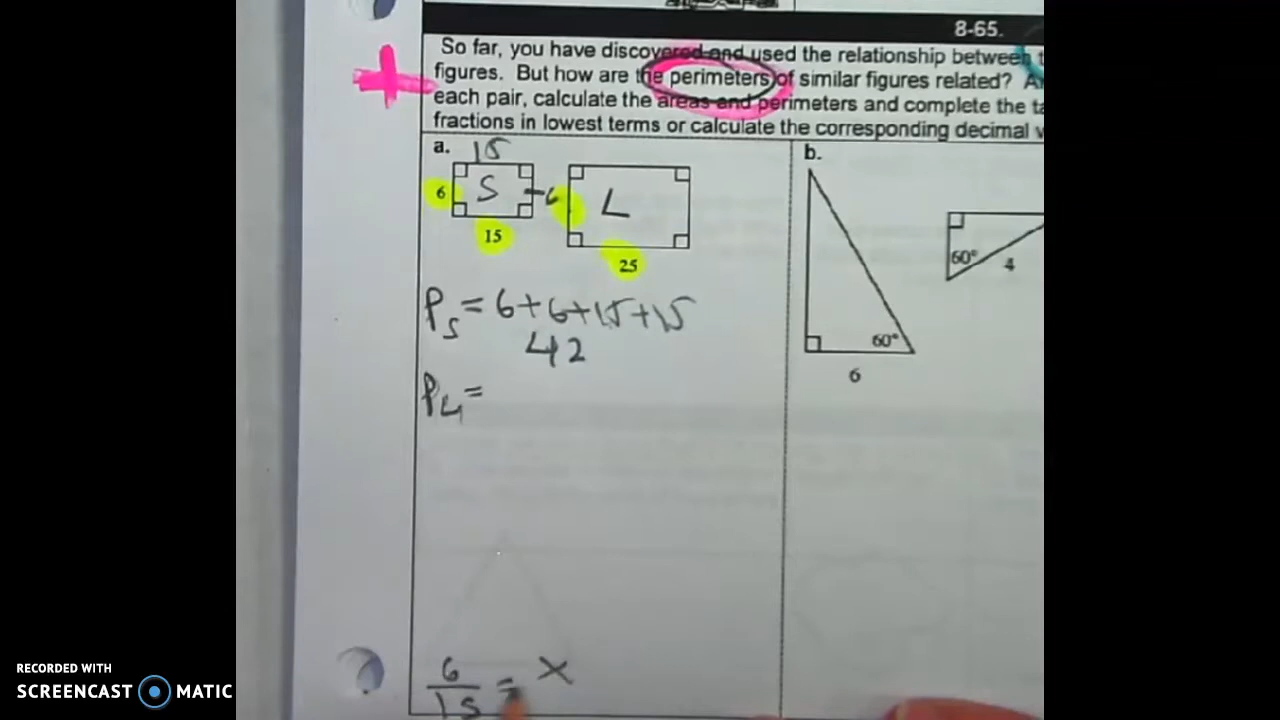 8-65.
So far, you have discovered and used the relationship between
figures. But how are the perimeters of similar figures related?
each pair, calculate the areas and perimeters and complete the
fractions in lowest terms or calculate the corresponding decimal
a. 15
6 S
15
L
25
Ps = 6+6+15+15
42
PL =
6/15 = x
b.
60°
6
60° 4
RECORDED WITH
SCREENCAST MATIC